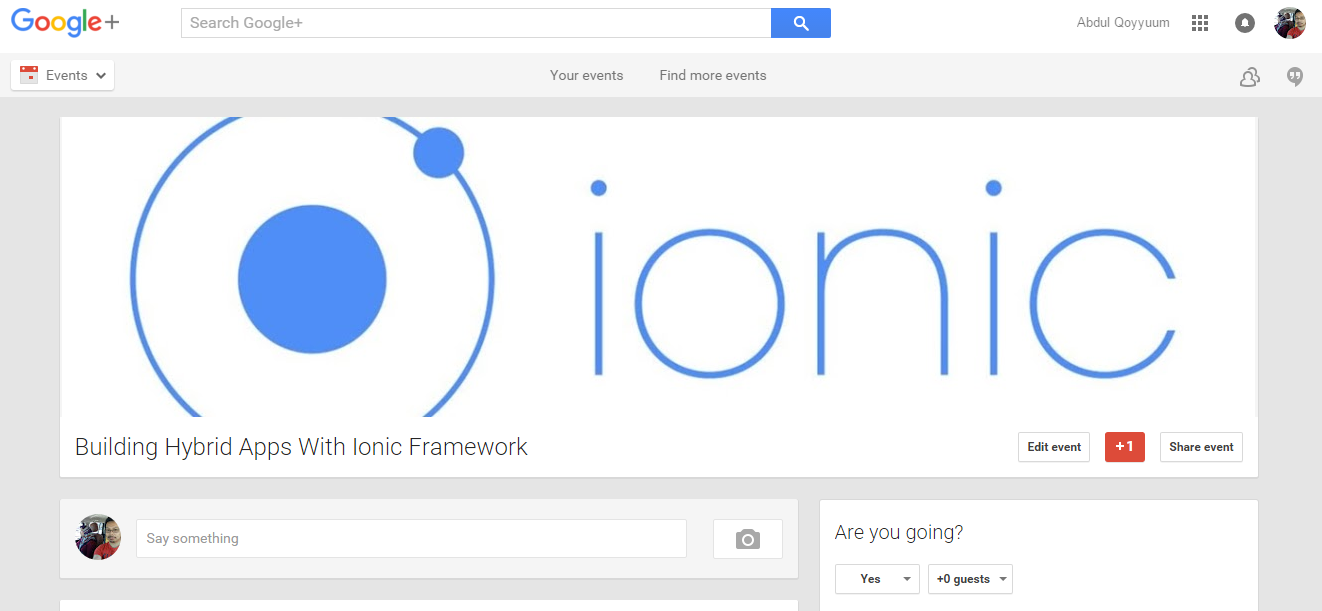 Google+
Search Google+
Abdul Qoyyuum
Events
Your events
Find more events
ionic
Building Hybrid Apps With Ionic Framework
Edit event
+1
Share event
Say something
Are you going?
Yes
+0 guests